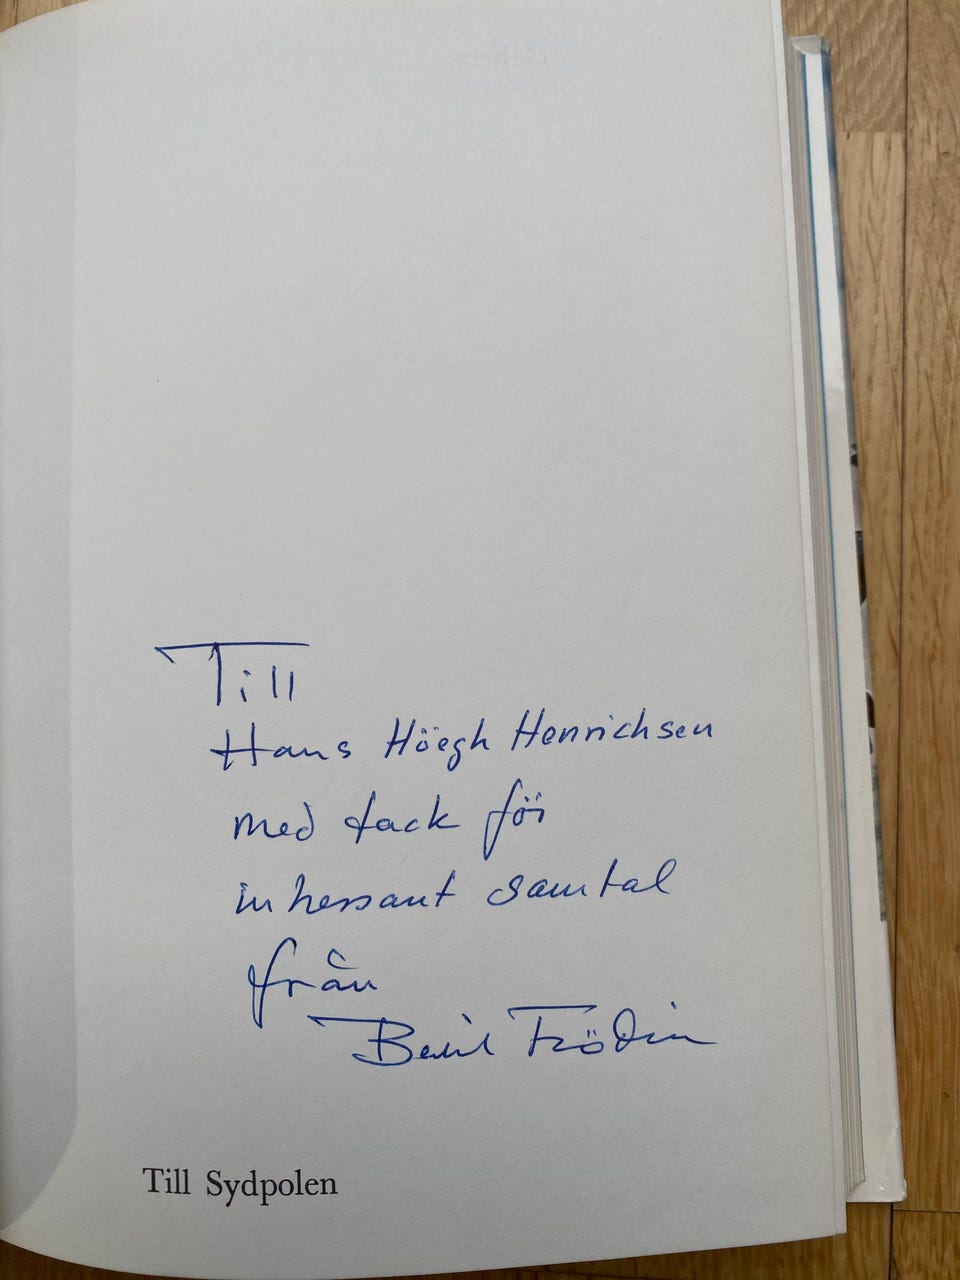 Till
Hans Höegh Henrichsen
med tack för
intressant samtal
från
Bertil Frödin
Till Sydpolen